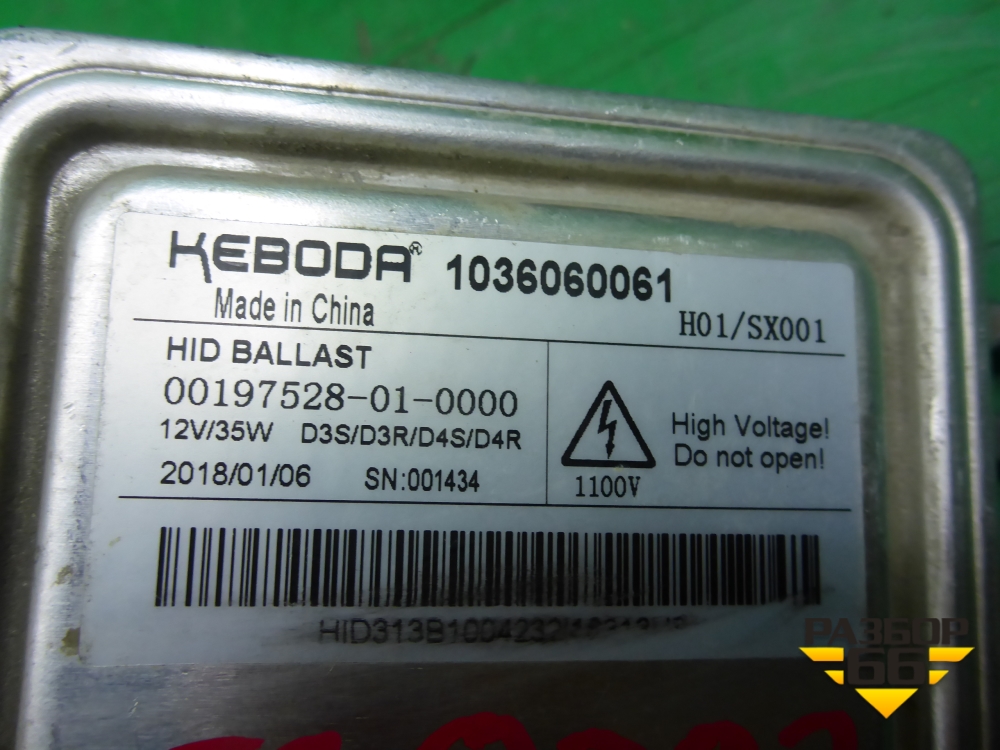 KEBODA® 1036060061
Made in China
H01/SX001
HID BALLAST
00197528-01-0000
12V/35W D3S/D3R/D4S/D4R
2018/01/06 SN:001434
High Voltage!
Do not open!
1100V
РАЗБОР
66